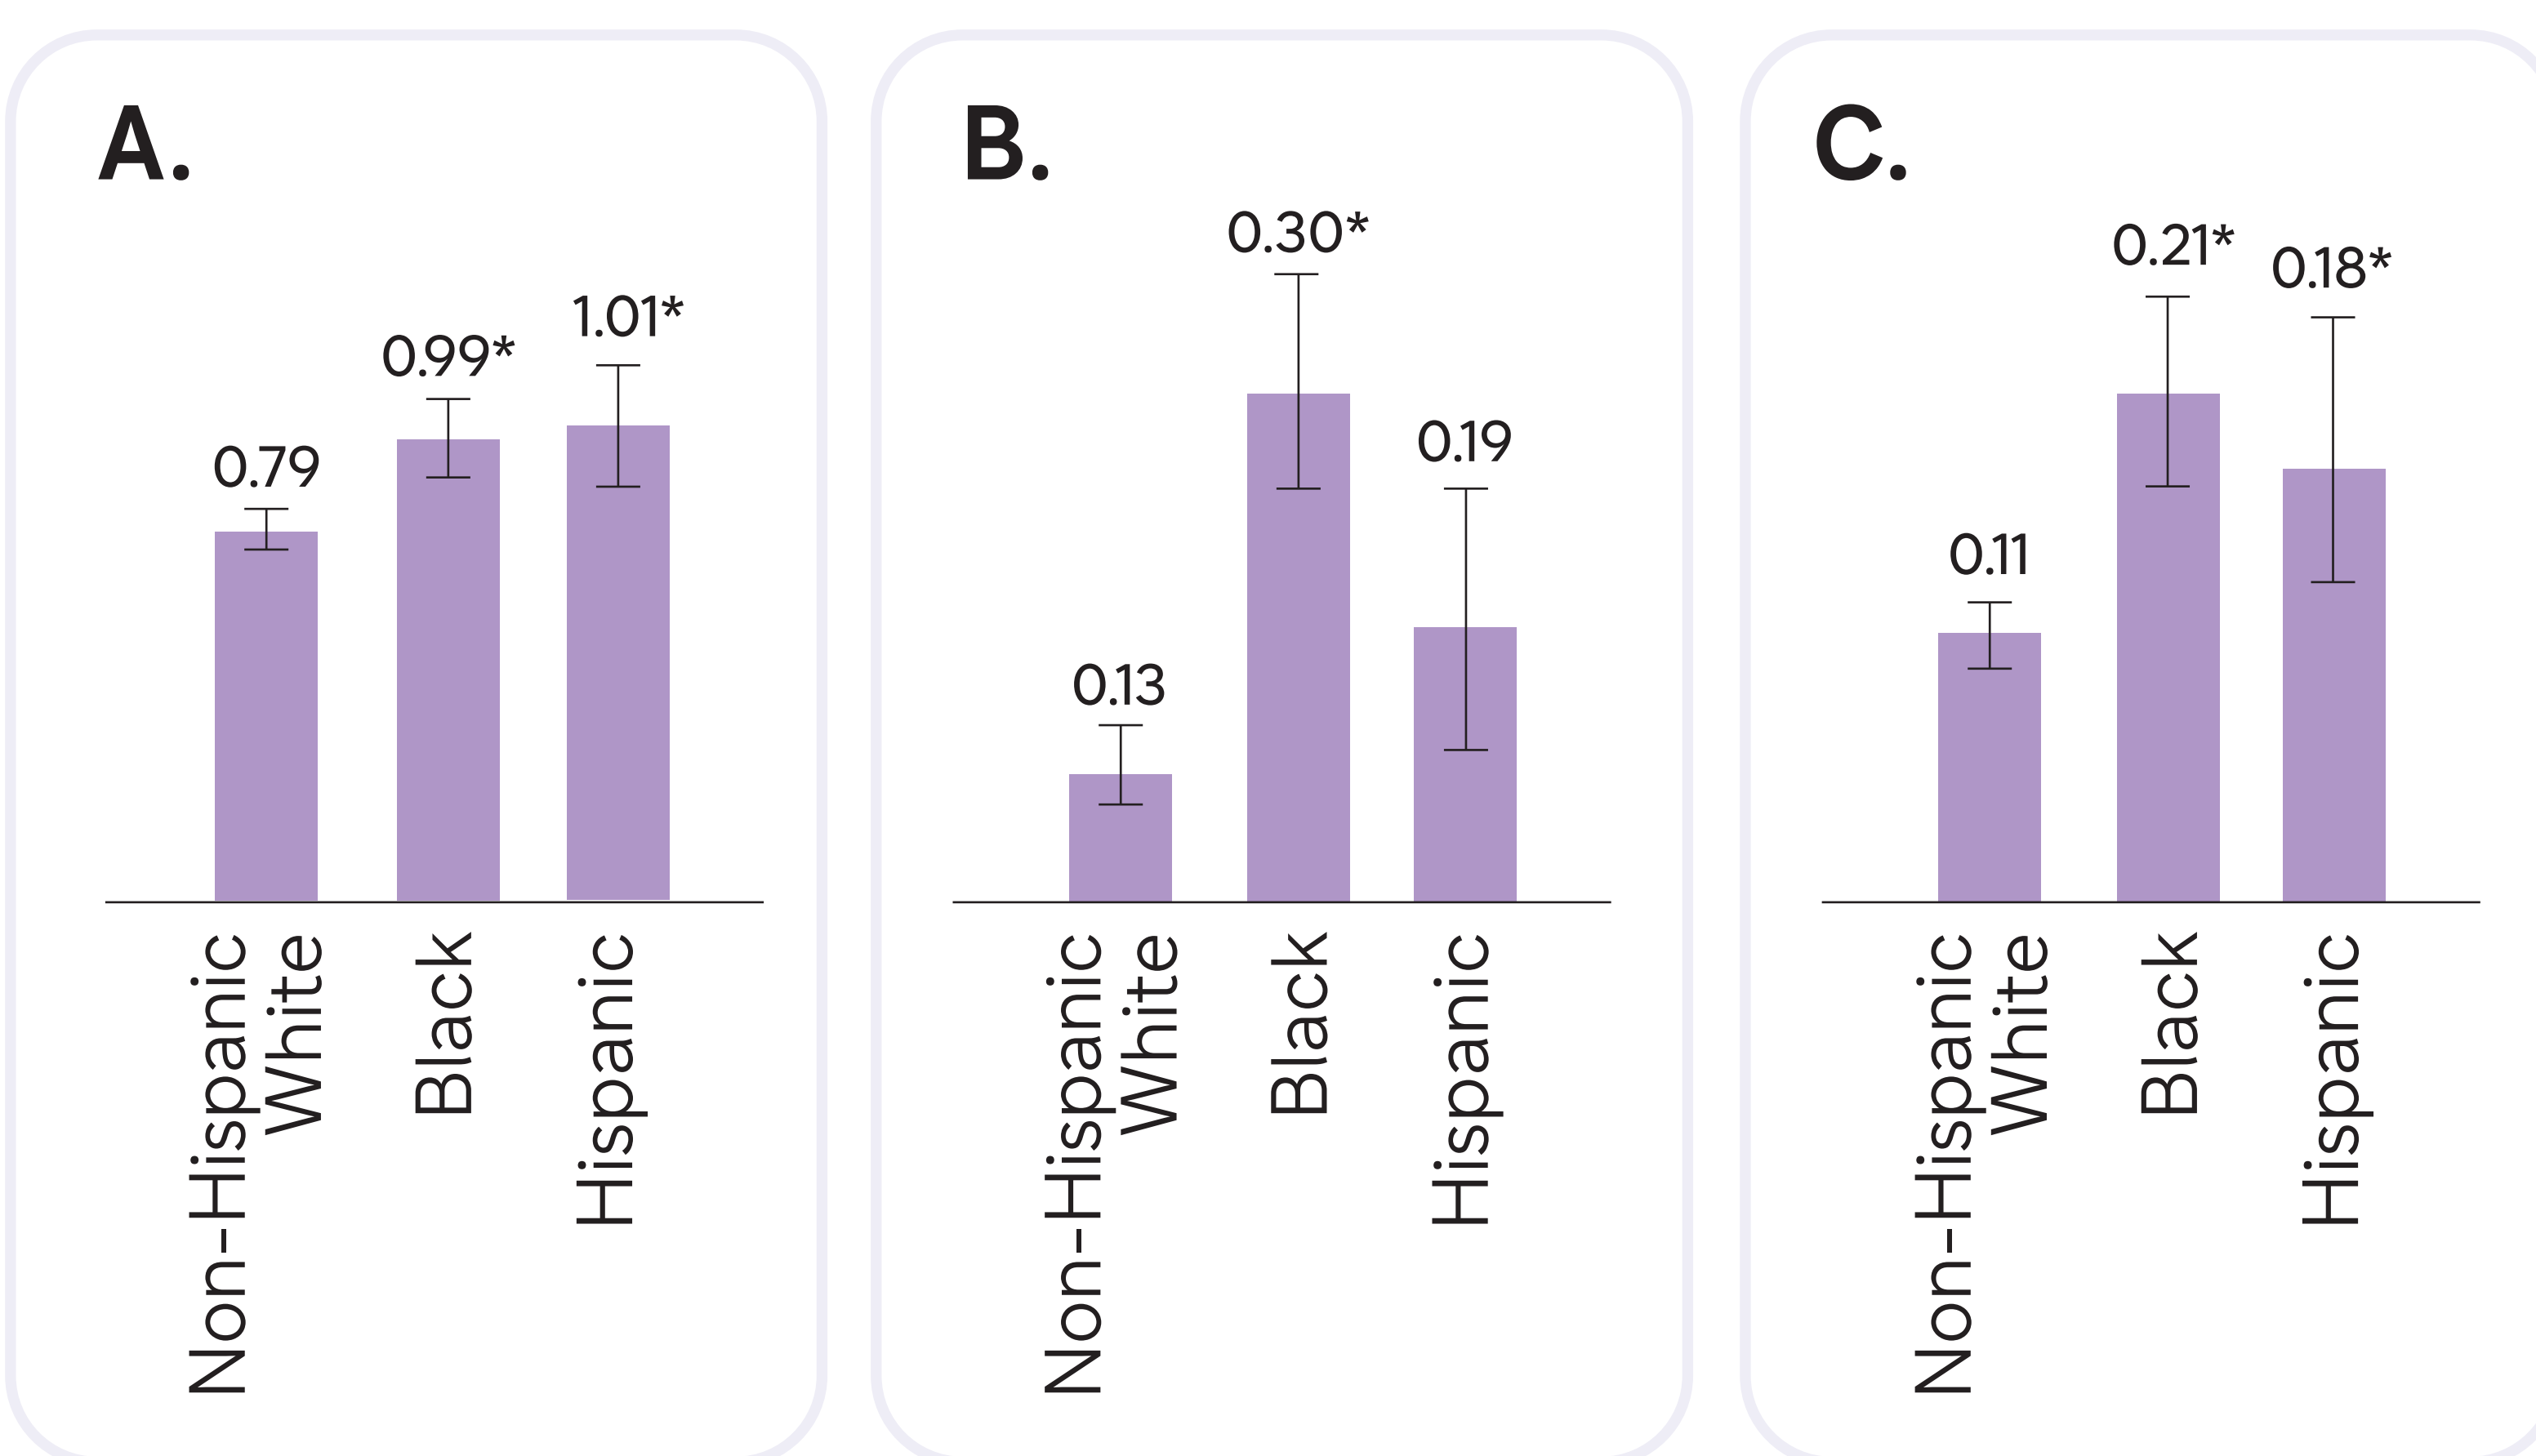 A.
0.79
0.99*
1.01*
Non-Hispanic
White
Black
Hispanic
B.
0.13
0.30*
0.19
Non-Hispanic
White
Black
Hispanic
C.
0.11
0.21*
0.18*
Non-Hispanic
White
Black
Hispanic